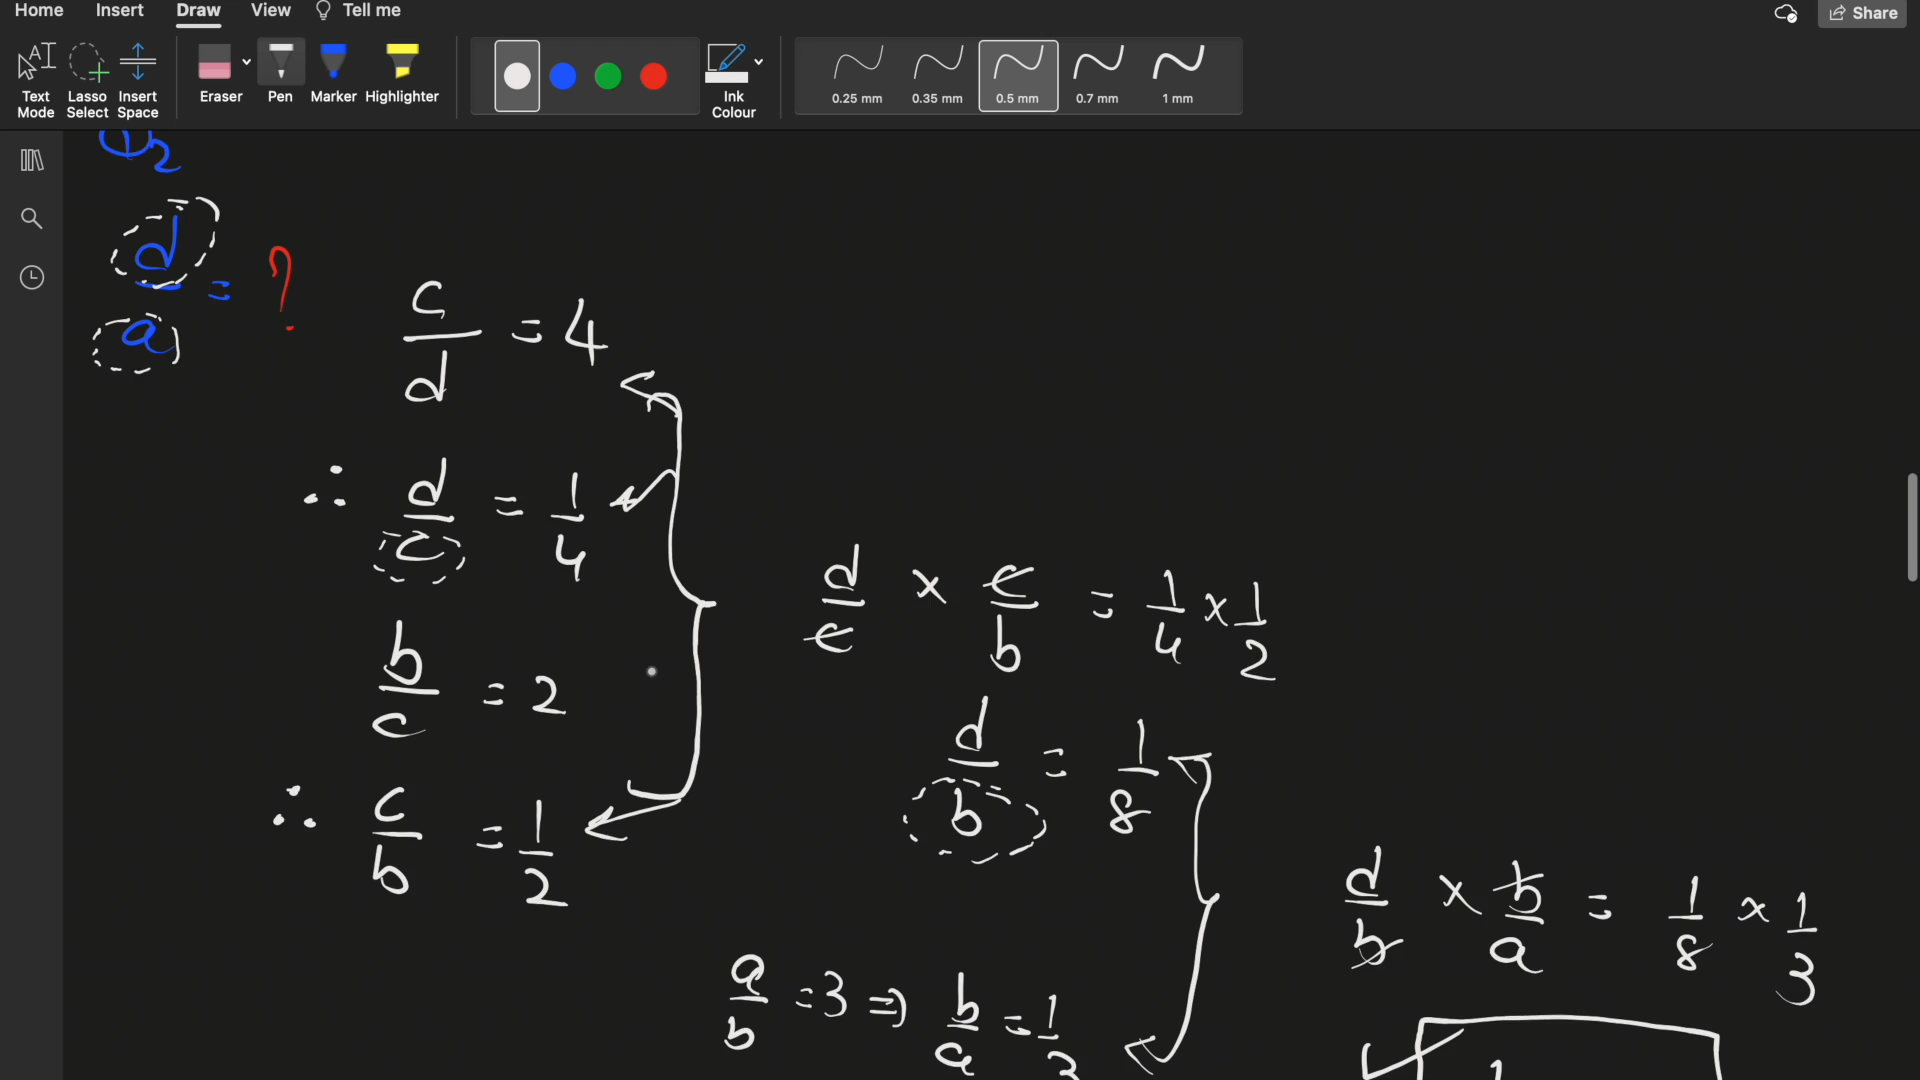 Home Insert Draw View Tell me Share
Text Mode Lasso Select Insert Space Eraser Pen Marker Highlighter Ink Colour 0.25 mm 0.35 mm 0.5 mm 0.7 mm 1 mm
d/a = ?
c/d = 4
∴ d/c = 1/4
b/c = 2
∴ c/b = 1/2
d/c × c/b = 1/4 × 1/2
d/b = 1/8
a/b = 3 ⇒ b/a = 1/3
d/b × b/a = 1/8 × 1/3